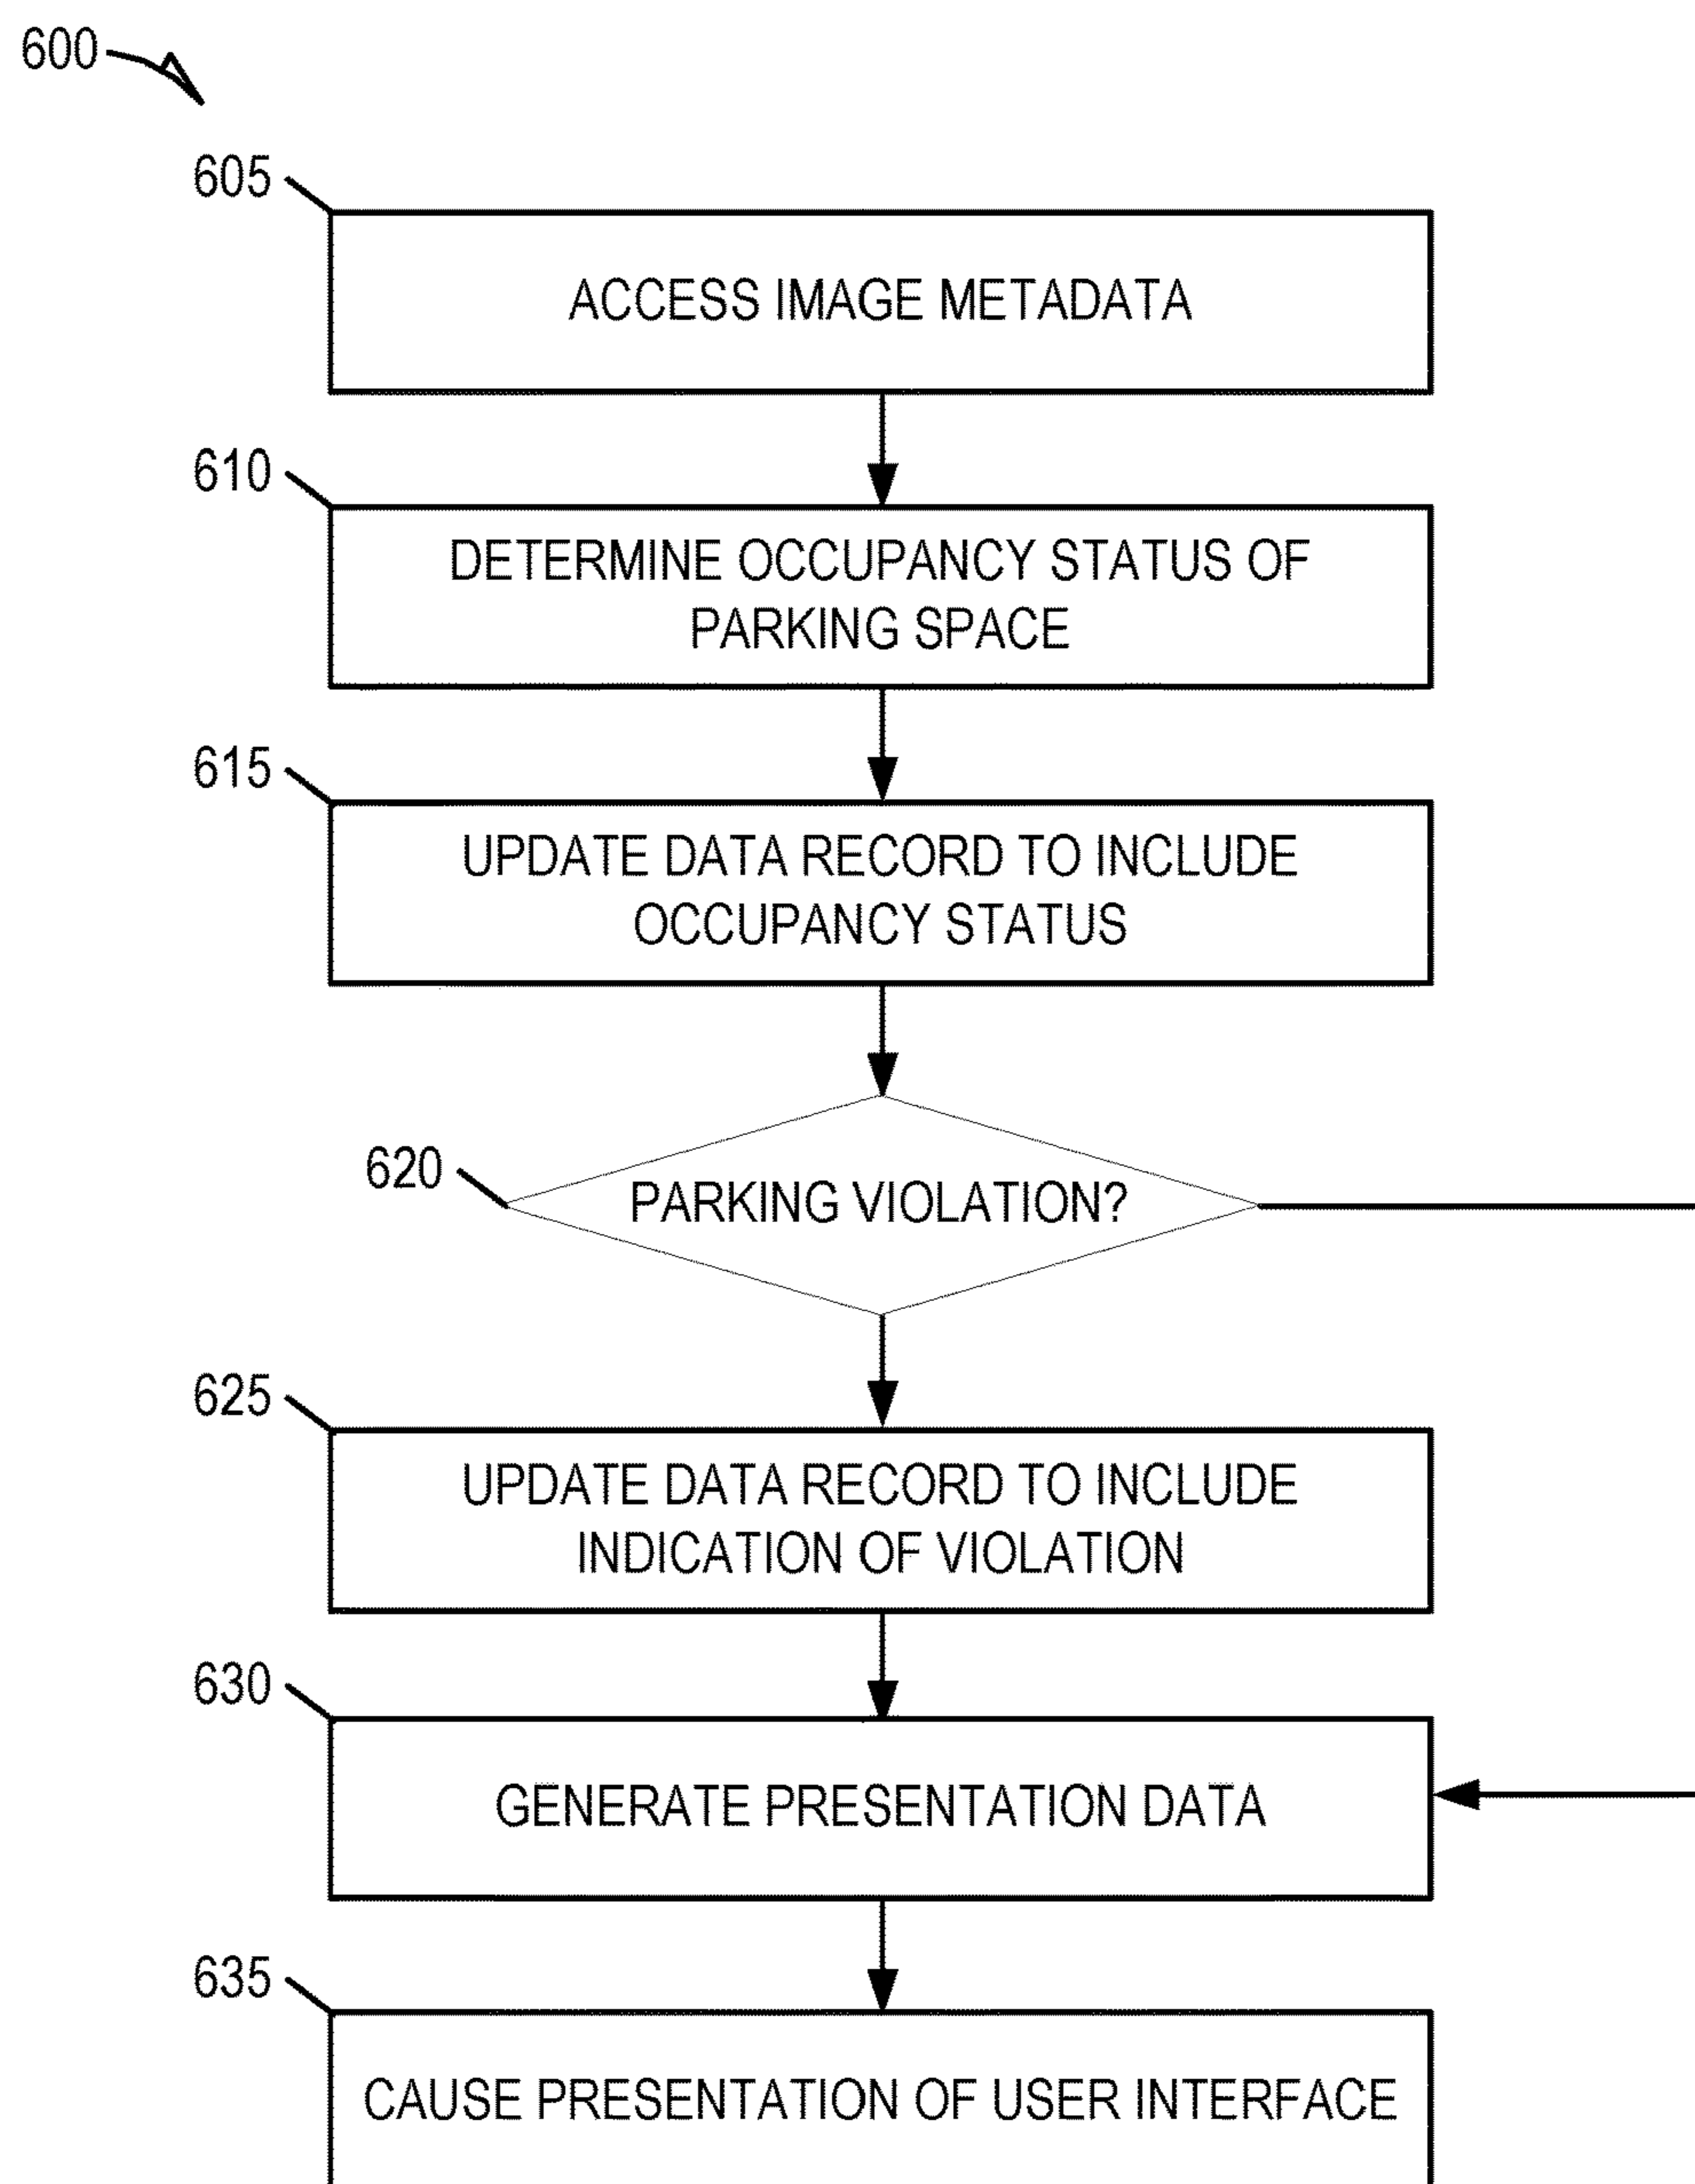 600
605
ACCESS IMAGE METADATA
610
DETERMINE OCCUPANCY STATUS OF
PARKING SPACE
615
UPDATE DATA RECORD TO INCLUDE
OCCUPANCY STATUS
620
PARKING VIOLATION?
625
UPDATE DATA RECORD TO INCLUDE
INDICATION OF VIOLATION
630
GENERATE PRESENTATION DATA
635
CAUSE PRESENTATION OF USER INTERFACE